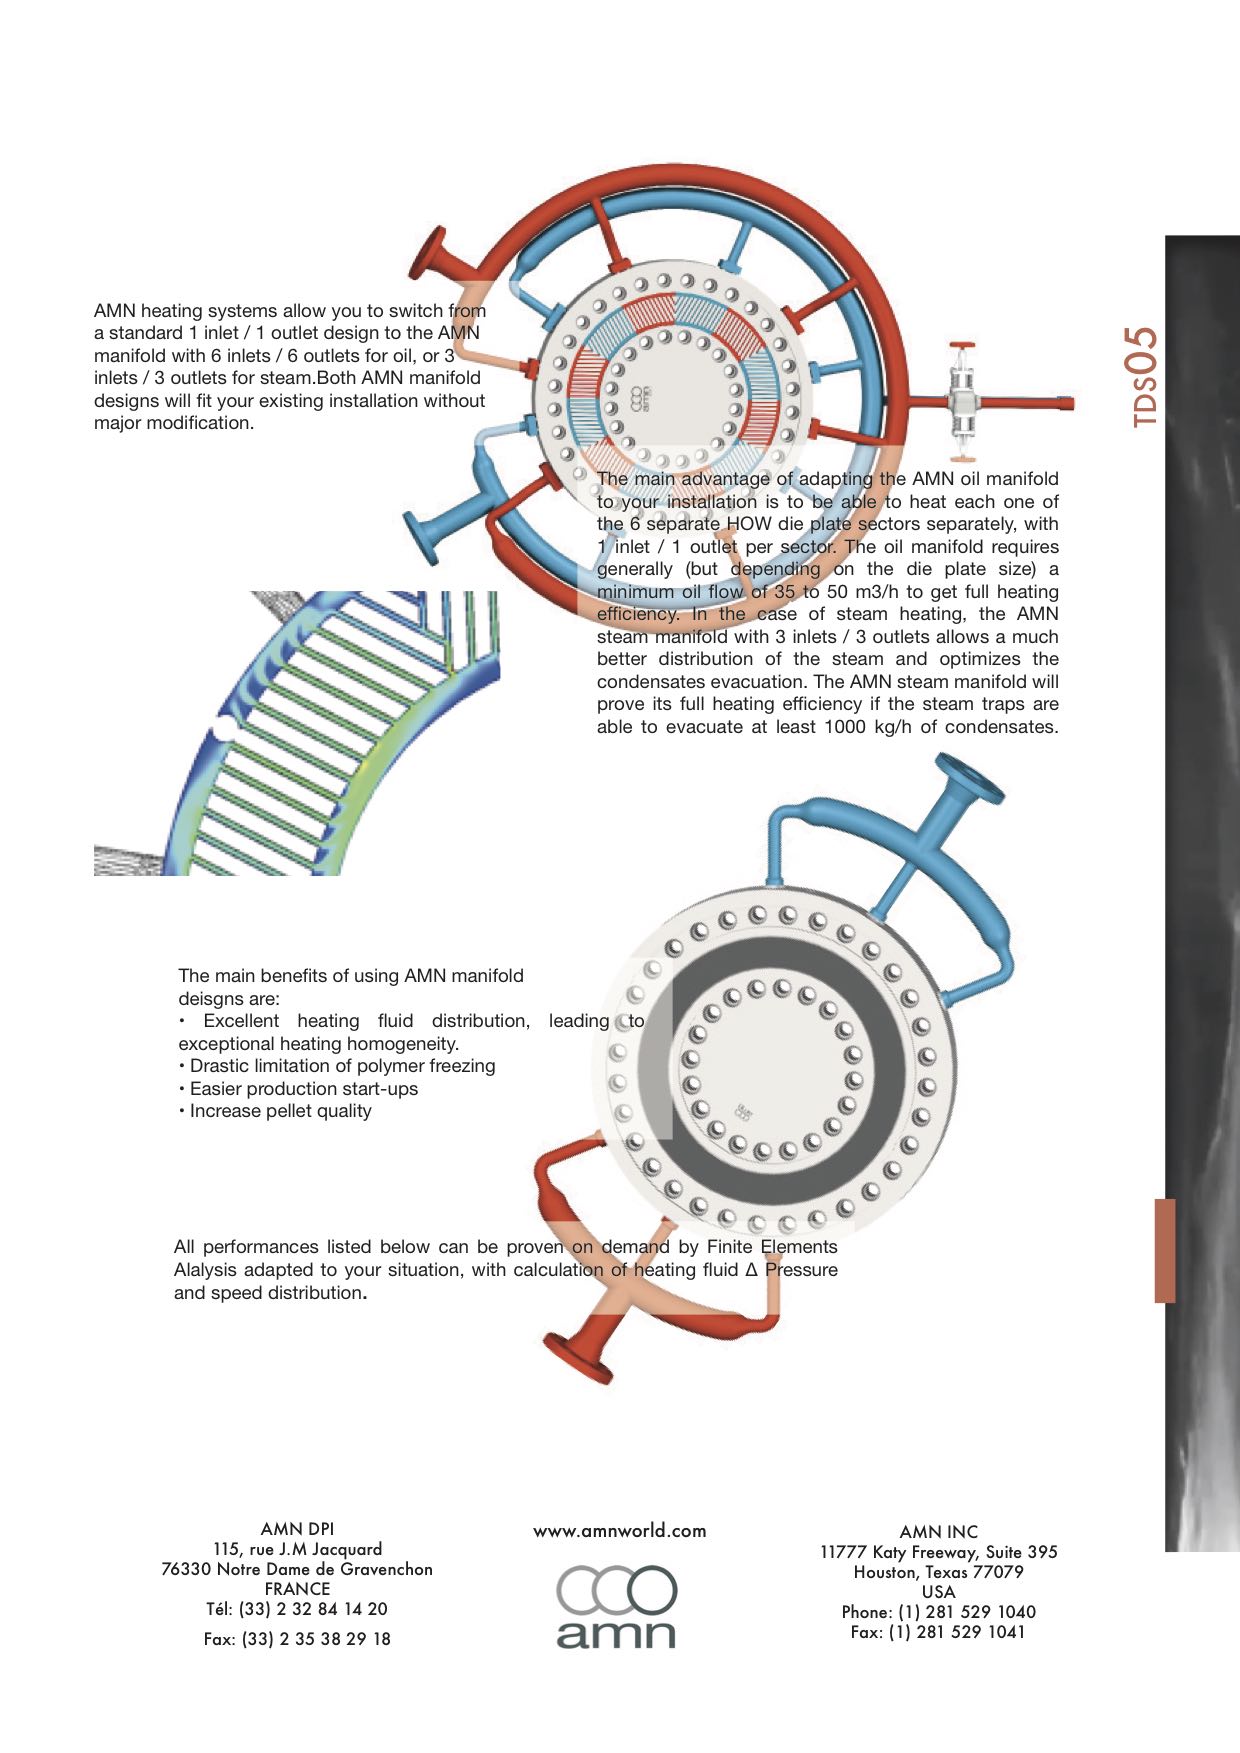 AMN heating systems allow you to switch from
a standard 1 inlet / 1 outlet design to the AMN
manifold with 6 inlets / 6 outlets for oil, or 3
inlets / 3 outlets for steam.Both AMN manifold
designs will fit your existing installation without
major modification.
TDS05
The main advantage of adapting the AMN oil manifold
to your installation is to be able to heat each one of
the 6 separate HOW die plate sectors separately, with
1 inlet / 1 outlet per sector. The oil manifold requires
generally (but depending on the die plate size) a
minimum oil flow of 35 to 50 m3/h to get full heating
efficiency. In the case of steam heating, the AMN
steam manifold with 3 inlets / 3 outlets allows a much
better distribution of the steam and optimizes the
condensates evacuation. The AMN steam manifold will
prove its full heating efficiency if the steam traps are
able to evacuate at least 1000 kg/h of condensates.
The main benefits of using AMN manifold
deisgns are:
• Excellent heating fluid distribution, leading to
exceptional heating homogeneity.
• Drastic limitation of polymer freezing
• Easier production start-ups
• Increase pellet quality
All performances listed below can be proven on demand by Finite Elements
Alalysis adapted to your situation, with calculation of heating fluid Δ Pressure
and speed distribution.
AMN DPI
115, rue J.M Jacquard
76330 Notre Dame de Gravenchon
FRANCE
Tél: (33) 2 32 84 14 20
Fax: (33) 2 35 38 29 18
www.amnworld.com
amn
AMN INC
11777 Katy Freeway, Suite 395
Houston, Texas 77079
USA
Phone: (1) 281 529 1040
Fax: (1) 281 529 1041